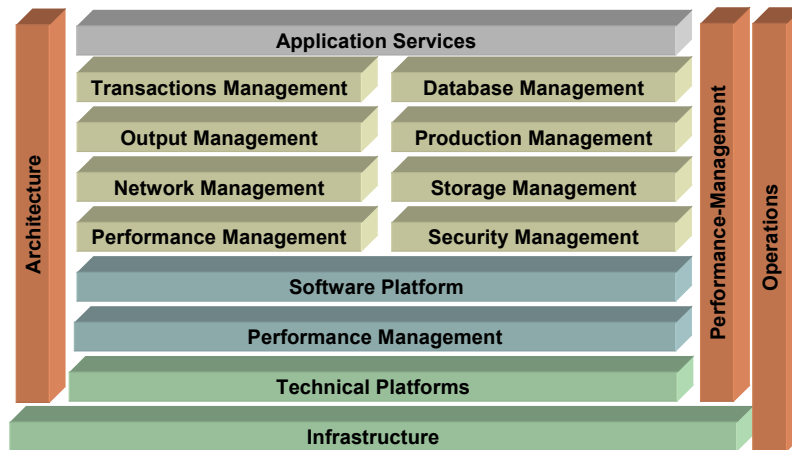 Architecture
Application Services
Transactions Management
Database Management
Output Management
Production Management
Network Management
Storage Management
Performance Management
Security Management
Software Platform
Performance Management
Technical Platforms
Infrastructure
Performance-Management
Operations